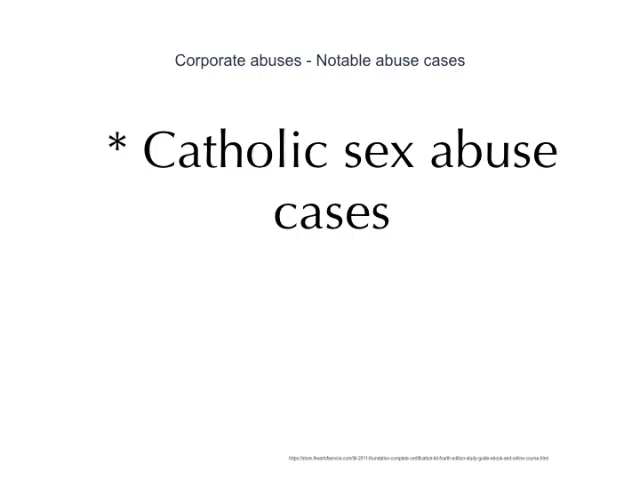 Corporate abuses - Notable abuse cases
* Catholic sex abuse
cases